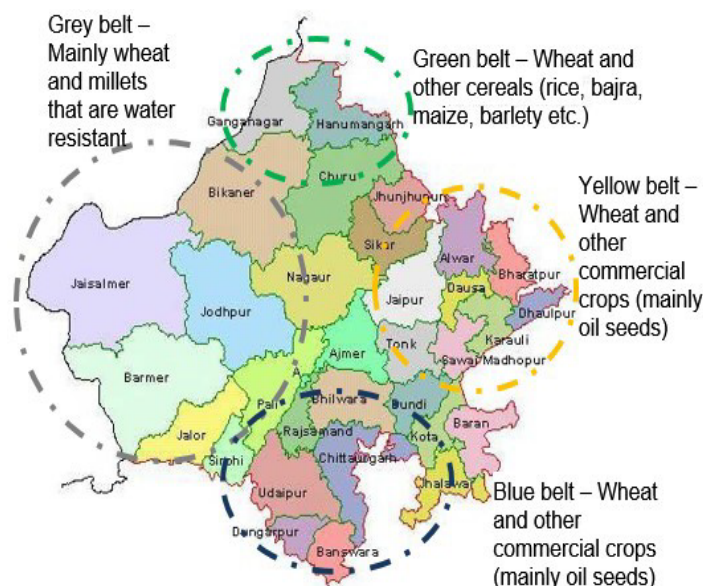 Grey belt –
Mainly wheat
and millets
that are water
resistant
Green belt – Wheat and
other cereals (rice, bajra,
maize, barlety etc.)
Yellow belt –
Wheat and
other
commercial
crops (mainly
oil seeds)
Blue belt – Wheat
and other
commercial crops
(mainly oil seeds)
Ganganagar
Hanumangarh
Bikaner
Churu
Jhunjhunun
Sikar
Alwar
Bharatpur
Jaisalmer
Nagaur
Jaipur
Dausa
Dhaulpur
Jodhpur
Karauli
Ajmer
Tonk
Sawai Madhopur
Barmer
A
Pali
Bhilwara
Bundi
Kota
Baran
Jalor
Rajsamand
Sirohi
Chittaurgarh
Jhalawar
Udaipur
Dungarpur
Banswara